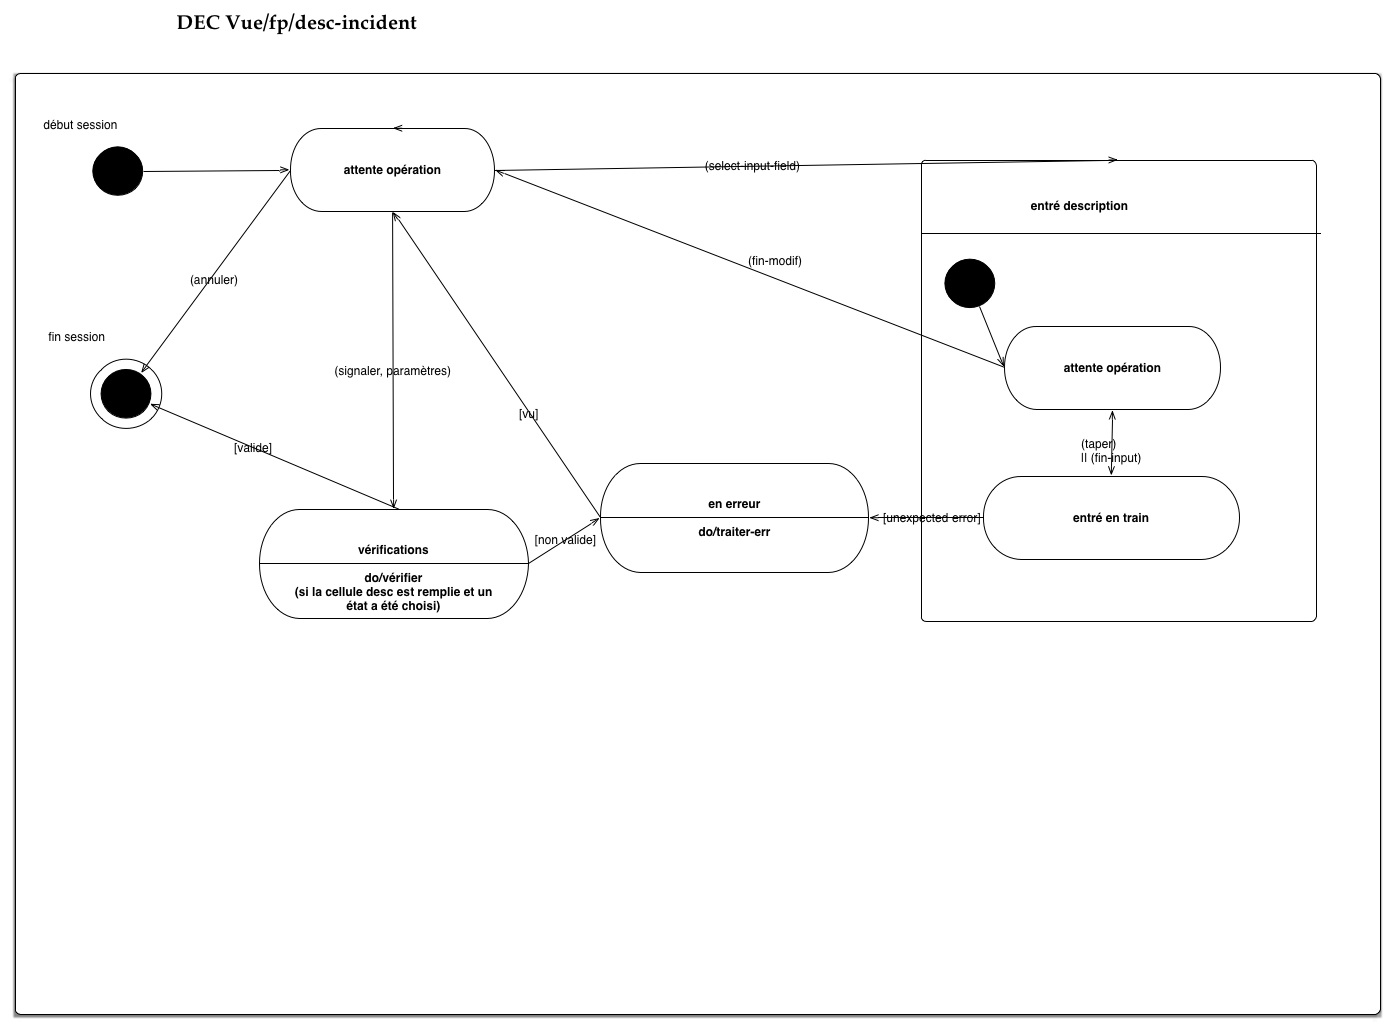 DEC Vue/fp/desc-incident
début session
attente opération
(select input-field)
entré description
(annuler)
(fin-modif)
fin session
attente opération
(signaler, paramètres)
[vu]
(taper)
|| (fin-input)
[valide]
en erreur
do/traiter-err
[unexpected error]
entré en train
[non valide]
vérifications
do/vérifier
(si la cellule desc est remplie et un
état a été choisi)